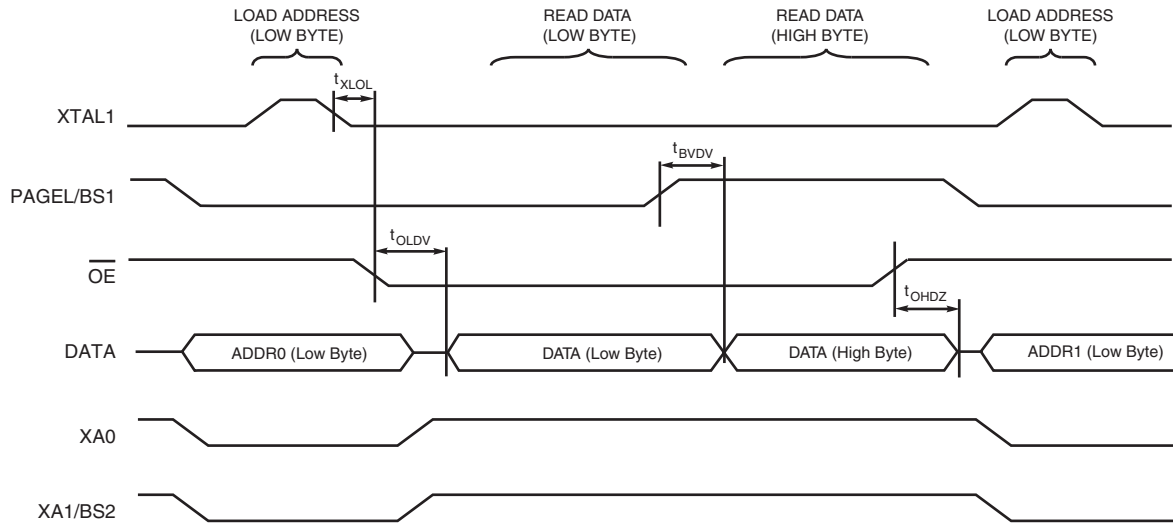 LOAD ADDRESS
(LOW BYTE)
READ DATA
(LOW BYTE)
READ DATA
(HIGH BYTE)
LOAD ADDRESS
(LOW BYTE)
tXLOL
XTAL1
tBVDV
PAGEL/BS1
tOLDV
OE
tOHDZ
DATA
ADDR0 (Low Byte)
DATA (Low Byte)
DATA (High Byte)
ADDR1 (Low Byte)
XA0
XA1/BS2